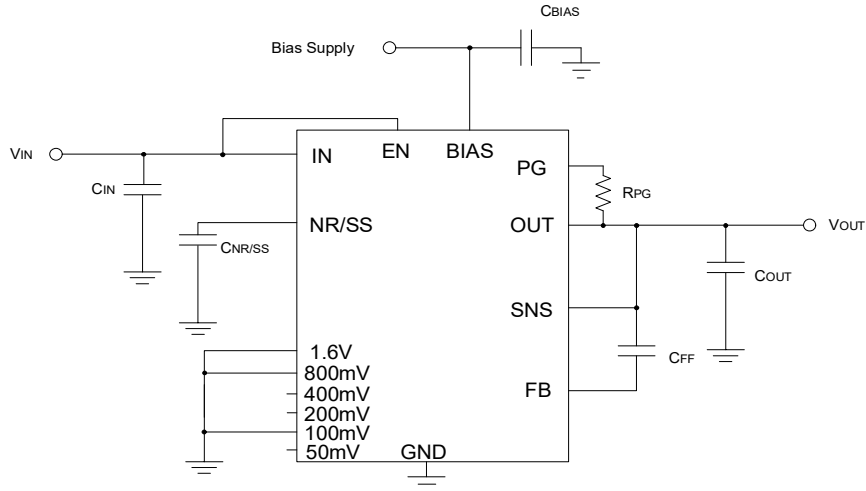 CBIAS
Bias Supply
VIN
IN
EN
BIAS
PG
CIN
RPG
NR/SS
OUT
VOUT
CNR/SS
COUT
SNS
1.6V
CFF
800mV
400mV
FB
200mV
100mV
50mV
GND